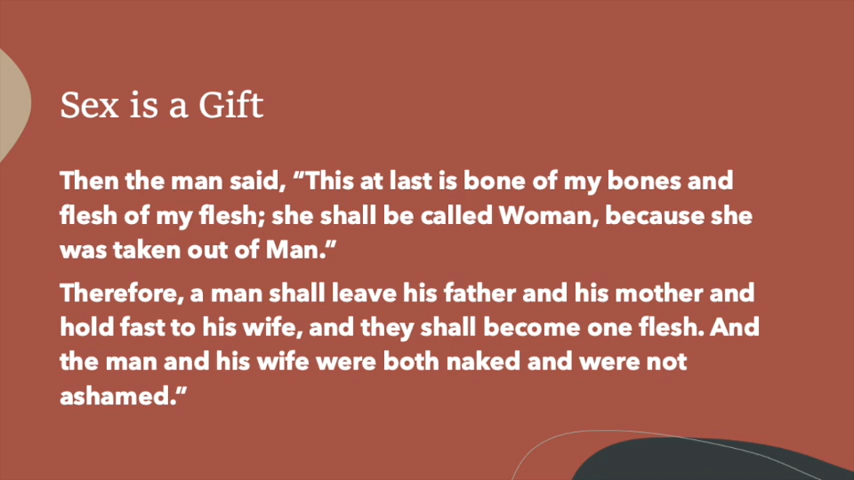 Sex is a Gift
Then the man said, “This at last is bone of my bones and
flesh of my flesh; she shall be called Woman, because she
was taken out of Man.”
Therefore, a man shall leave his father and his mother and
hold fast to his wife, and they shall become one flesh. And
the man and his wife were both naked and were not
ashamed.”